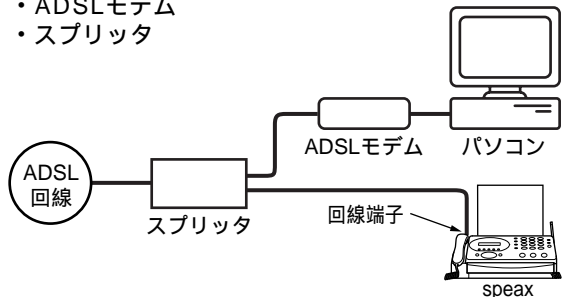 ・ADSLモデム
・スプリッタ
ADSLモデム
パソコン
ADSL
回線
スプリッタ
回線端子
speax